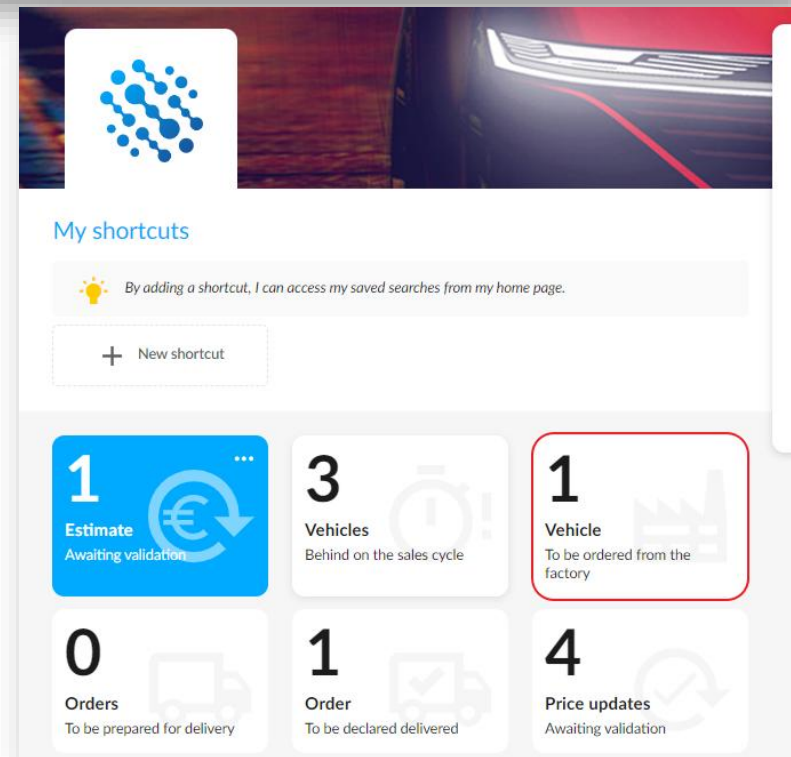 My shortcuts
By adding a shortcut, I can access my saved searches from my home page.
+ New shortcut
1
Estimate
Awaiting validation
3
Vehicles
Behind on the sales cycle
1
Vehicle
To be ordered from the
factory
0
Orders
To be prepared for delivery
1
Order
To be declared delivered
4
Price updates
Awaiting validation